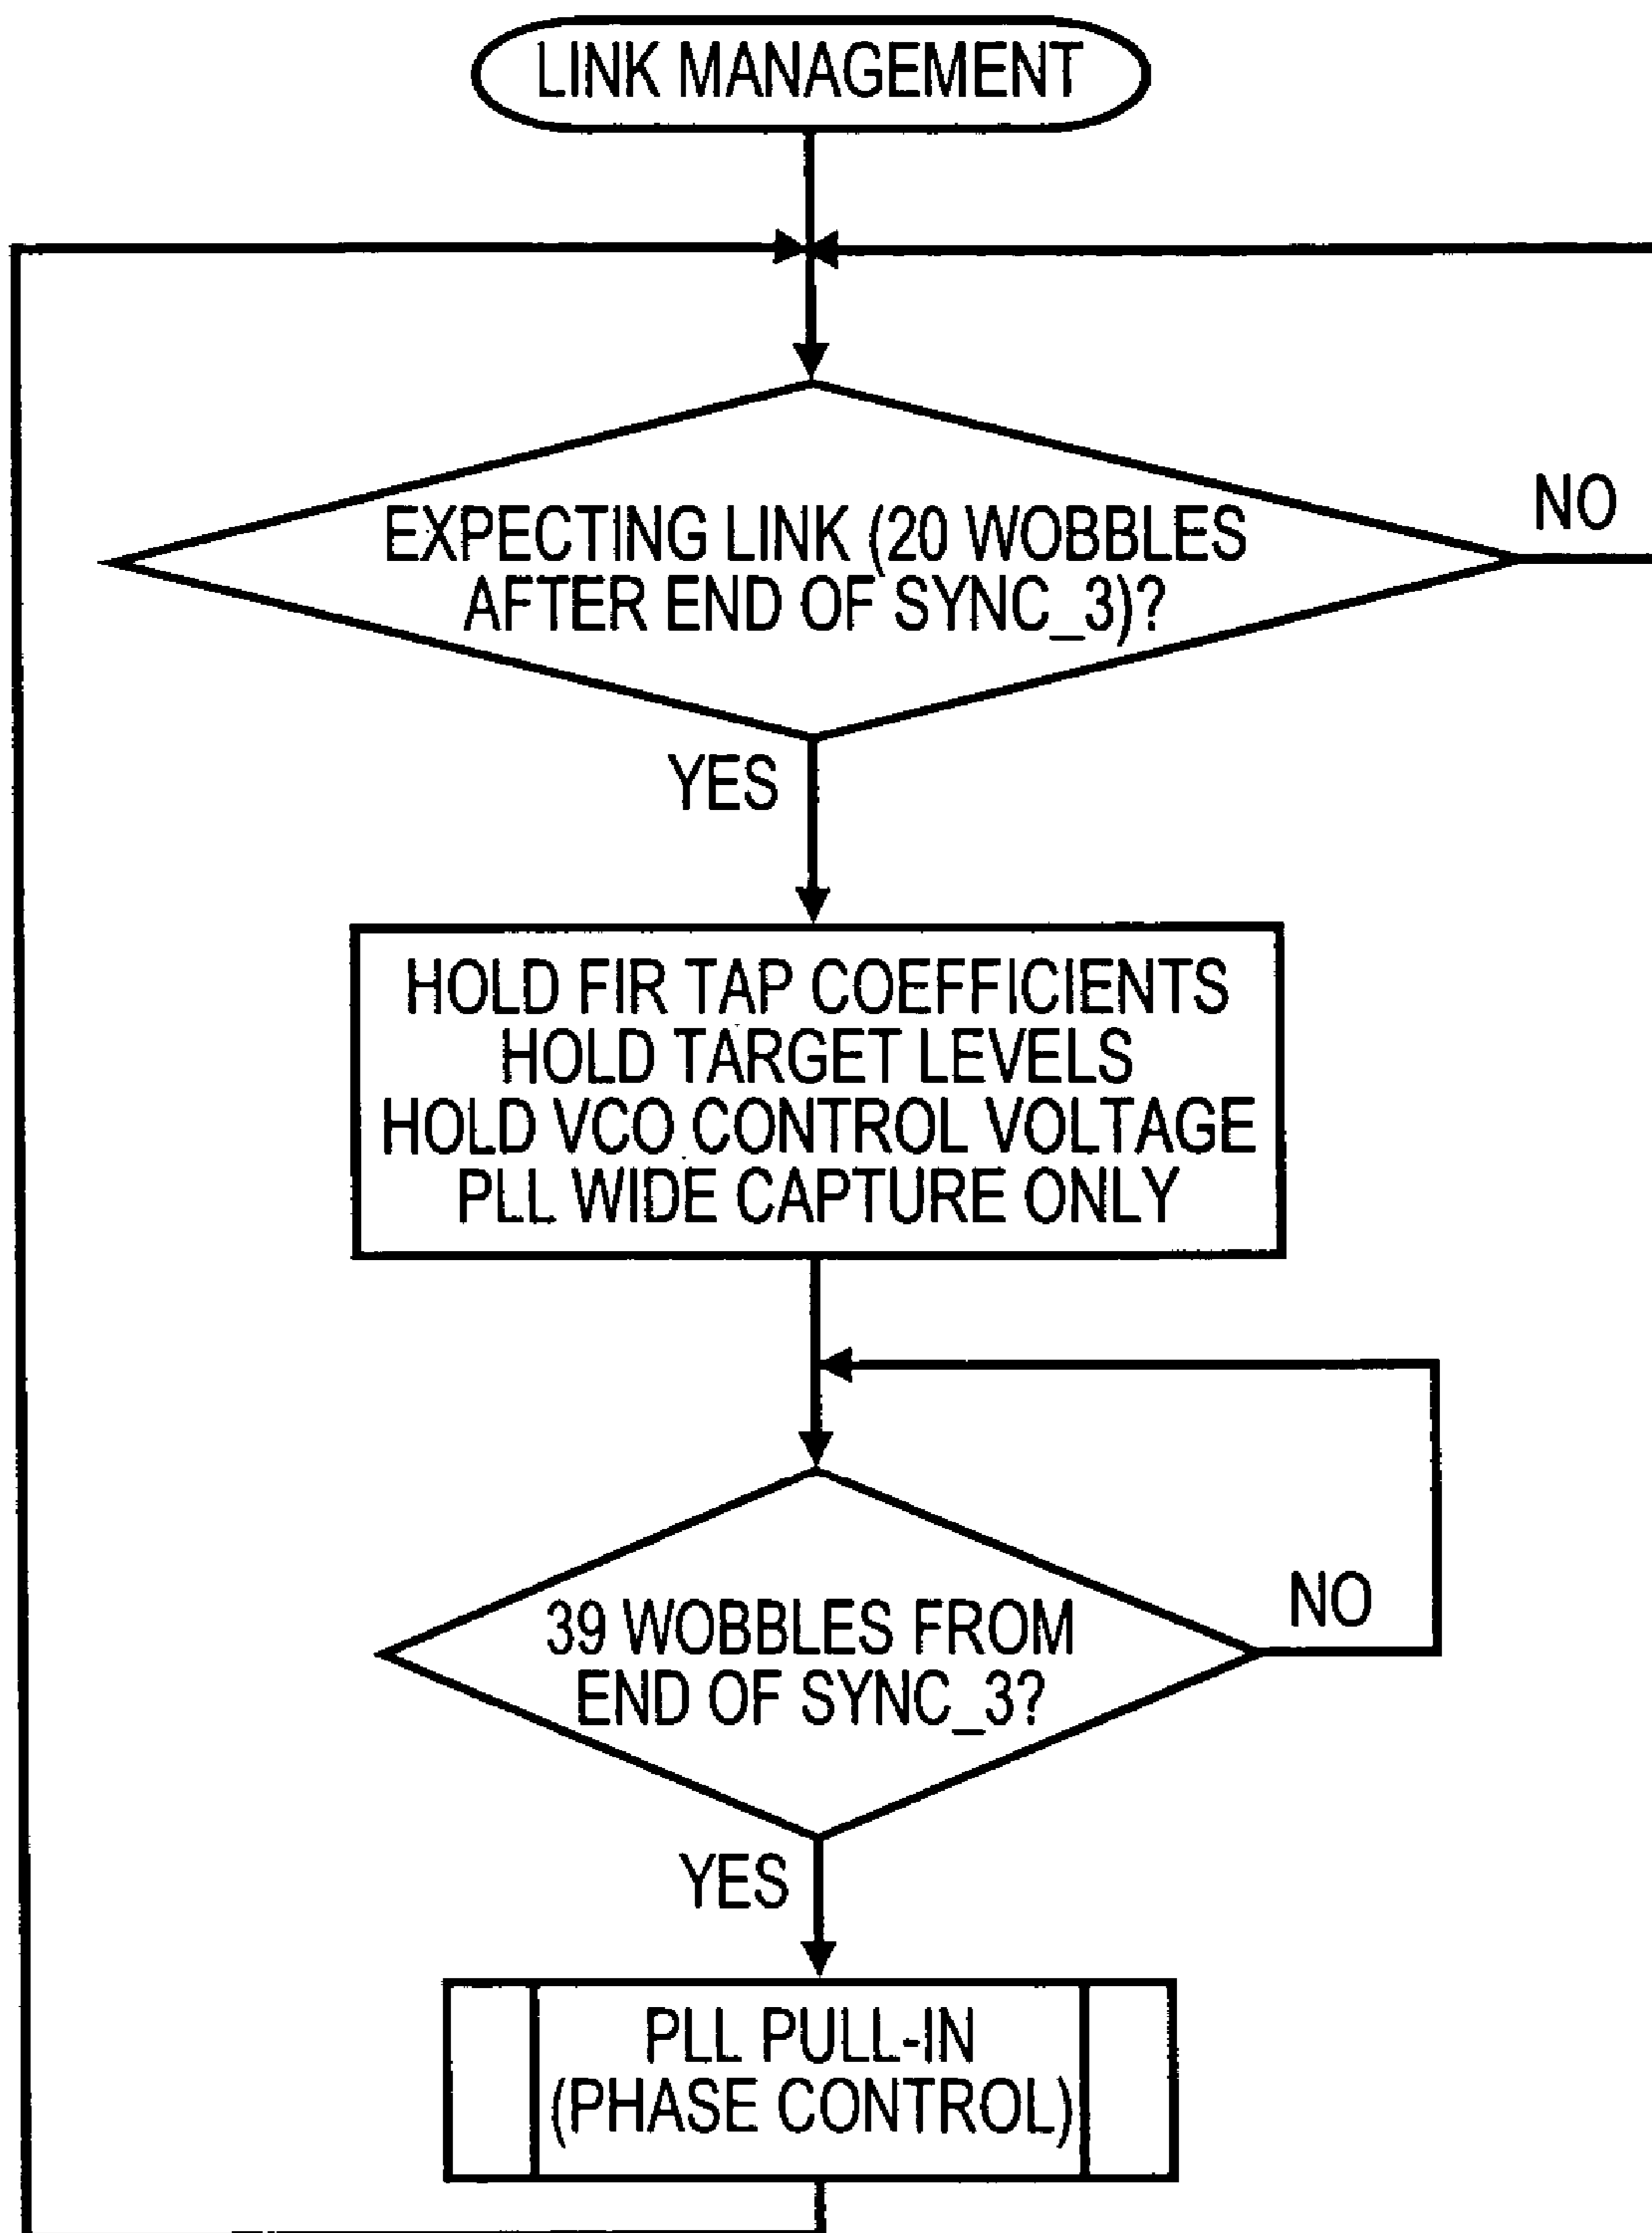 LINK MANAGEMENT
EXPECTING LINK (20 WOBBLES
AFTER END OF SYNC_3)?
NO
YES
HOLD FIR TAP COEFFICIENTS
HOLD TARGET LEVELS
HOLD VCO CONTROL VOLTAGE
PLL WIDE CAPTURE ONLY
39 WOBBLES FROM
END OF SYNC_3?
NO
YES
PLL PULL-IN
(PHASE CONTROL)